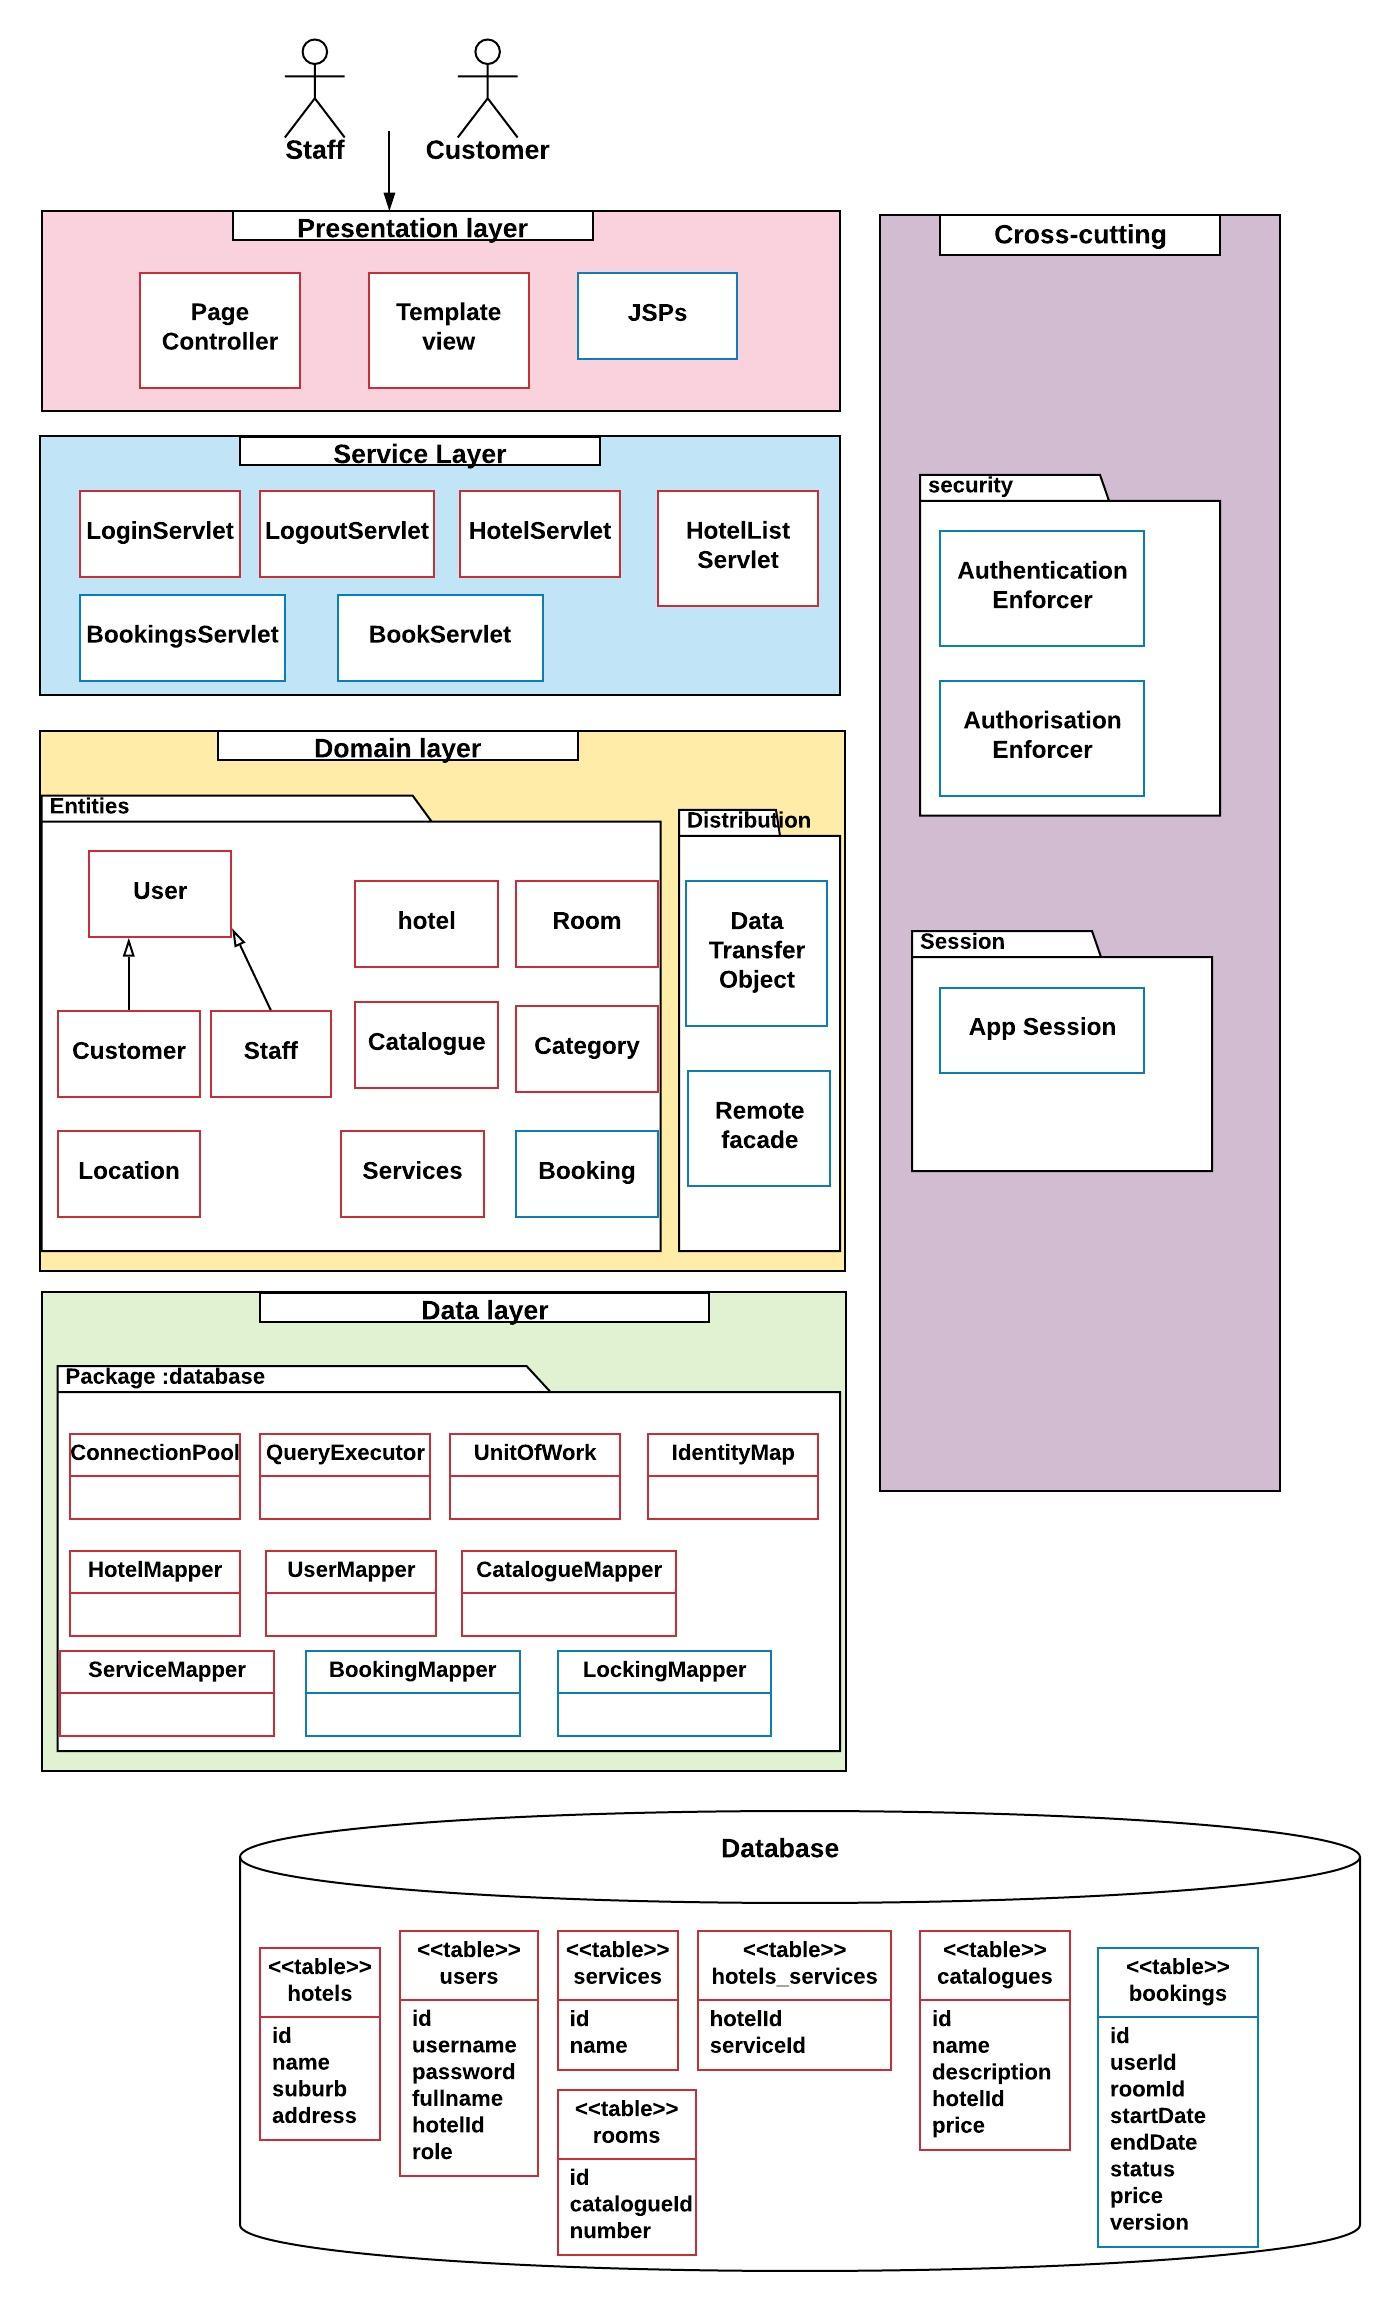 Staff
Customer
Presentation layer
Cross-cutting
Page
Controller
Template
view
JSPs
Service Layer
LoginServlet
LogoutServlet
HotelServlet
HotelList
Servlet
BookingsServlet
BookServlet
security
Authentication
Enforcer
Authorisation
Enforcer
Domain layer
Entities
User
hotel
Room
Customer
Staff
Catalogue
Category
Location
Services
Booking
Distribution
Data
Transfer
Object
Remote
facade
Session
App Session
Data layer
Package :database
ConnectionPool
QueryExecutor
UnitOfWork
IdentityMap
HotelMapper
UserMapper
CatalogueMapper
ServiceMapper
BookingMapper
LockingMapper
Database
<<table>>
hotels
id
name
suburb
address
<<table>>
users
id
username
password
fullname
hotelId
role
<<table>>
services
id
name
<<table>>
hotels_services
hotelId
serviceId
<<table>>
rooms
id
catalogueId
number
<<table>>
catalogues
id
name
description
hotelId
price
<<table>>
bookings
id
userId
roomId
startDate
endDate
status
price
version